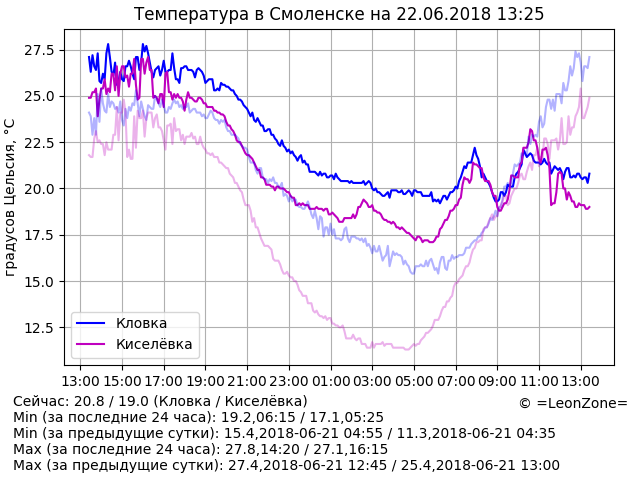 Температура в Смоленске на 22.06.2018 13:25
градусов Цельсия, °C
27.5
25.0
22.5
20.0
17.5
15.0
12.5
Кловка
Киселёвка
13:00 15:00 17:00 19:00 21:00 23:00 01:00 03:00 05:00 07:00 09:00 11:00 13:00
Сейчас: 20.8 / 19.0 (Кловка / Киселёвка)
© =LeonZone=
Min (за последние 24 часа): 19.2,06:15 / 17.1,05:25
Min (за предыдущие сутки): 15.4,2018-06-21 04:55 / 11.3,2018-06-21 04:35
Max (за последние 24 часа): 27.8,14:20 / 27.1,16:15
Max (за предыдущие сутки): 27.4,2018-06-21 12:45 / 25.4,2018-06-21 13:00